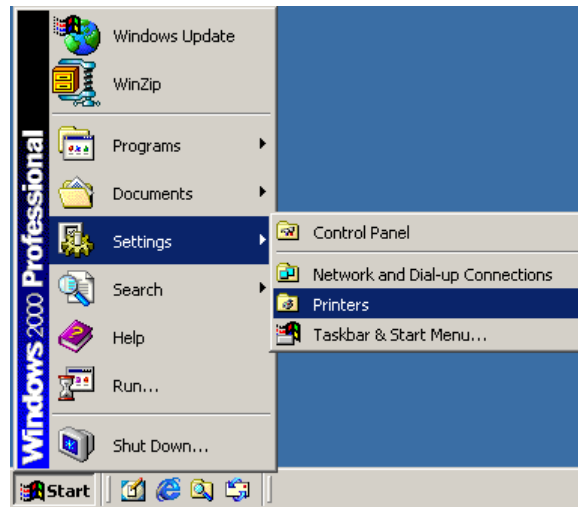 Windows 2000 Professional
Windows Update
WinZip
Programs
Documents
Settings
Search
Help
Run...
Shut Down...
Control Panel
Network and Dial-up Connections
Printers
Taskbar & Start Menu...
Start